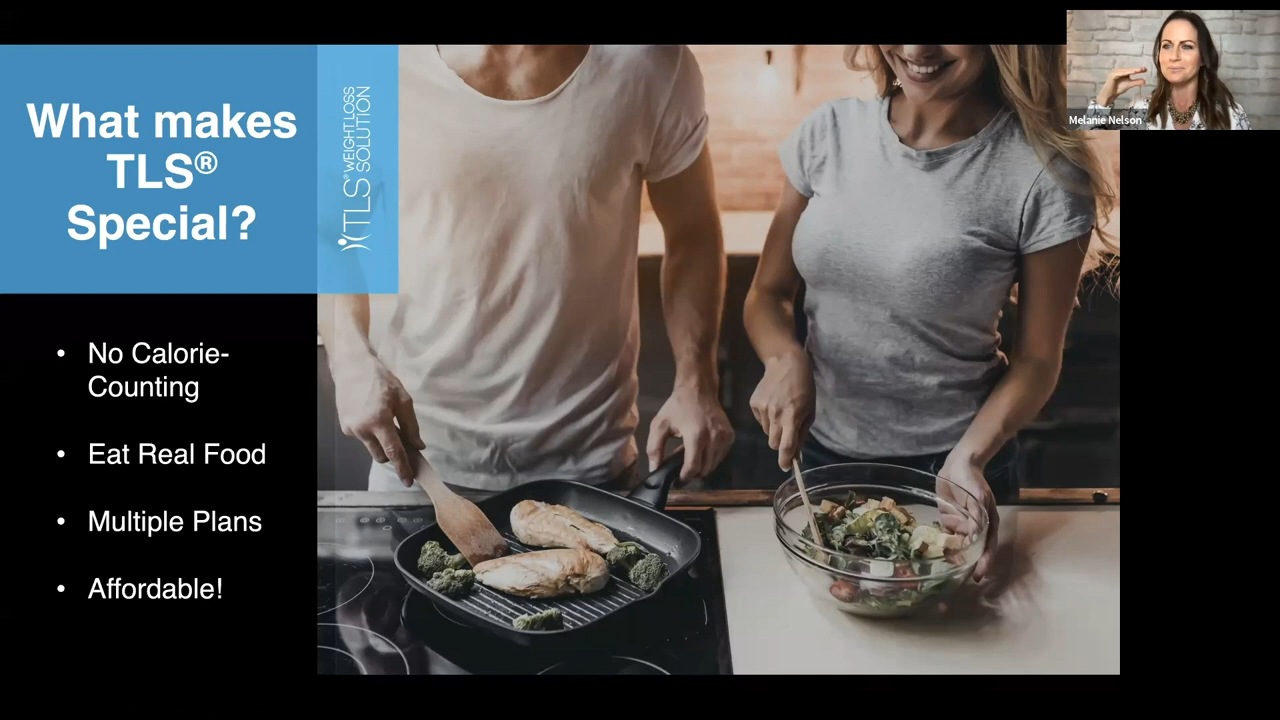 What makes
TLS®
Special?
TLS® WEIGHT LOSS
SOLUTION
• No Calorie-
Counting
• Eat Real Food
• Multiple Plans
• Affordable!
Melanie Nelson